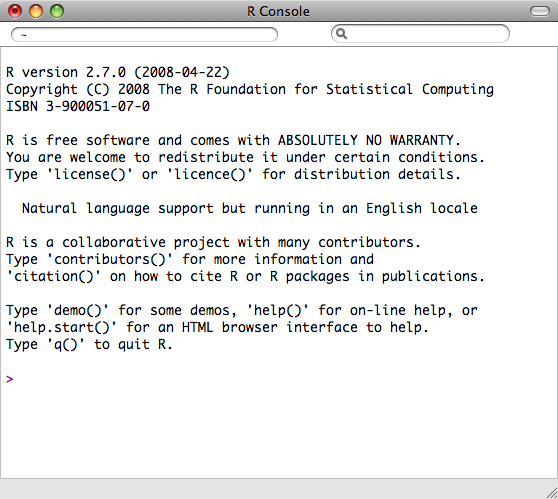 R Console
~
R version 2.7.0 (2008-04-22)
Copyright (C) 2008 The R Foundation for Statistical Computing
ISBN 3-900051-07-0
R is free software and comes with ABSOLUTELY NO WARRANTY.
You are welcome to redistribute it under certain conditions.
Type 'license()' or 'licence()' for distribution details.
Natural language support but running in an English locale
R is a collaborative project with many contributors.
Type 'contributors()' for more information and
'citation()' on how to cite R or R packages in publications.
Type 'demo()' for some demos, 'help()' for on-line help, or
'help.start()' for an HTML browser interface to help.
Type 'q()' to quit R.
>